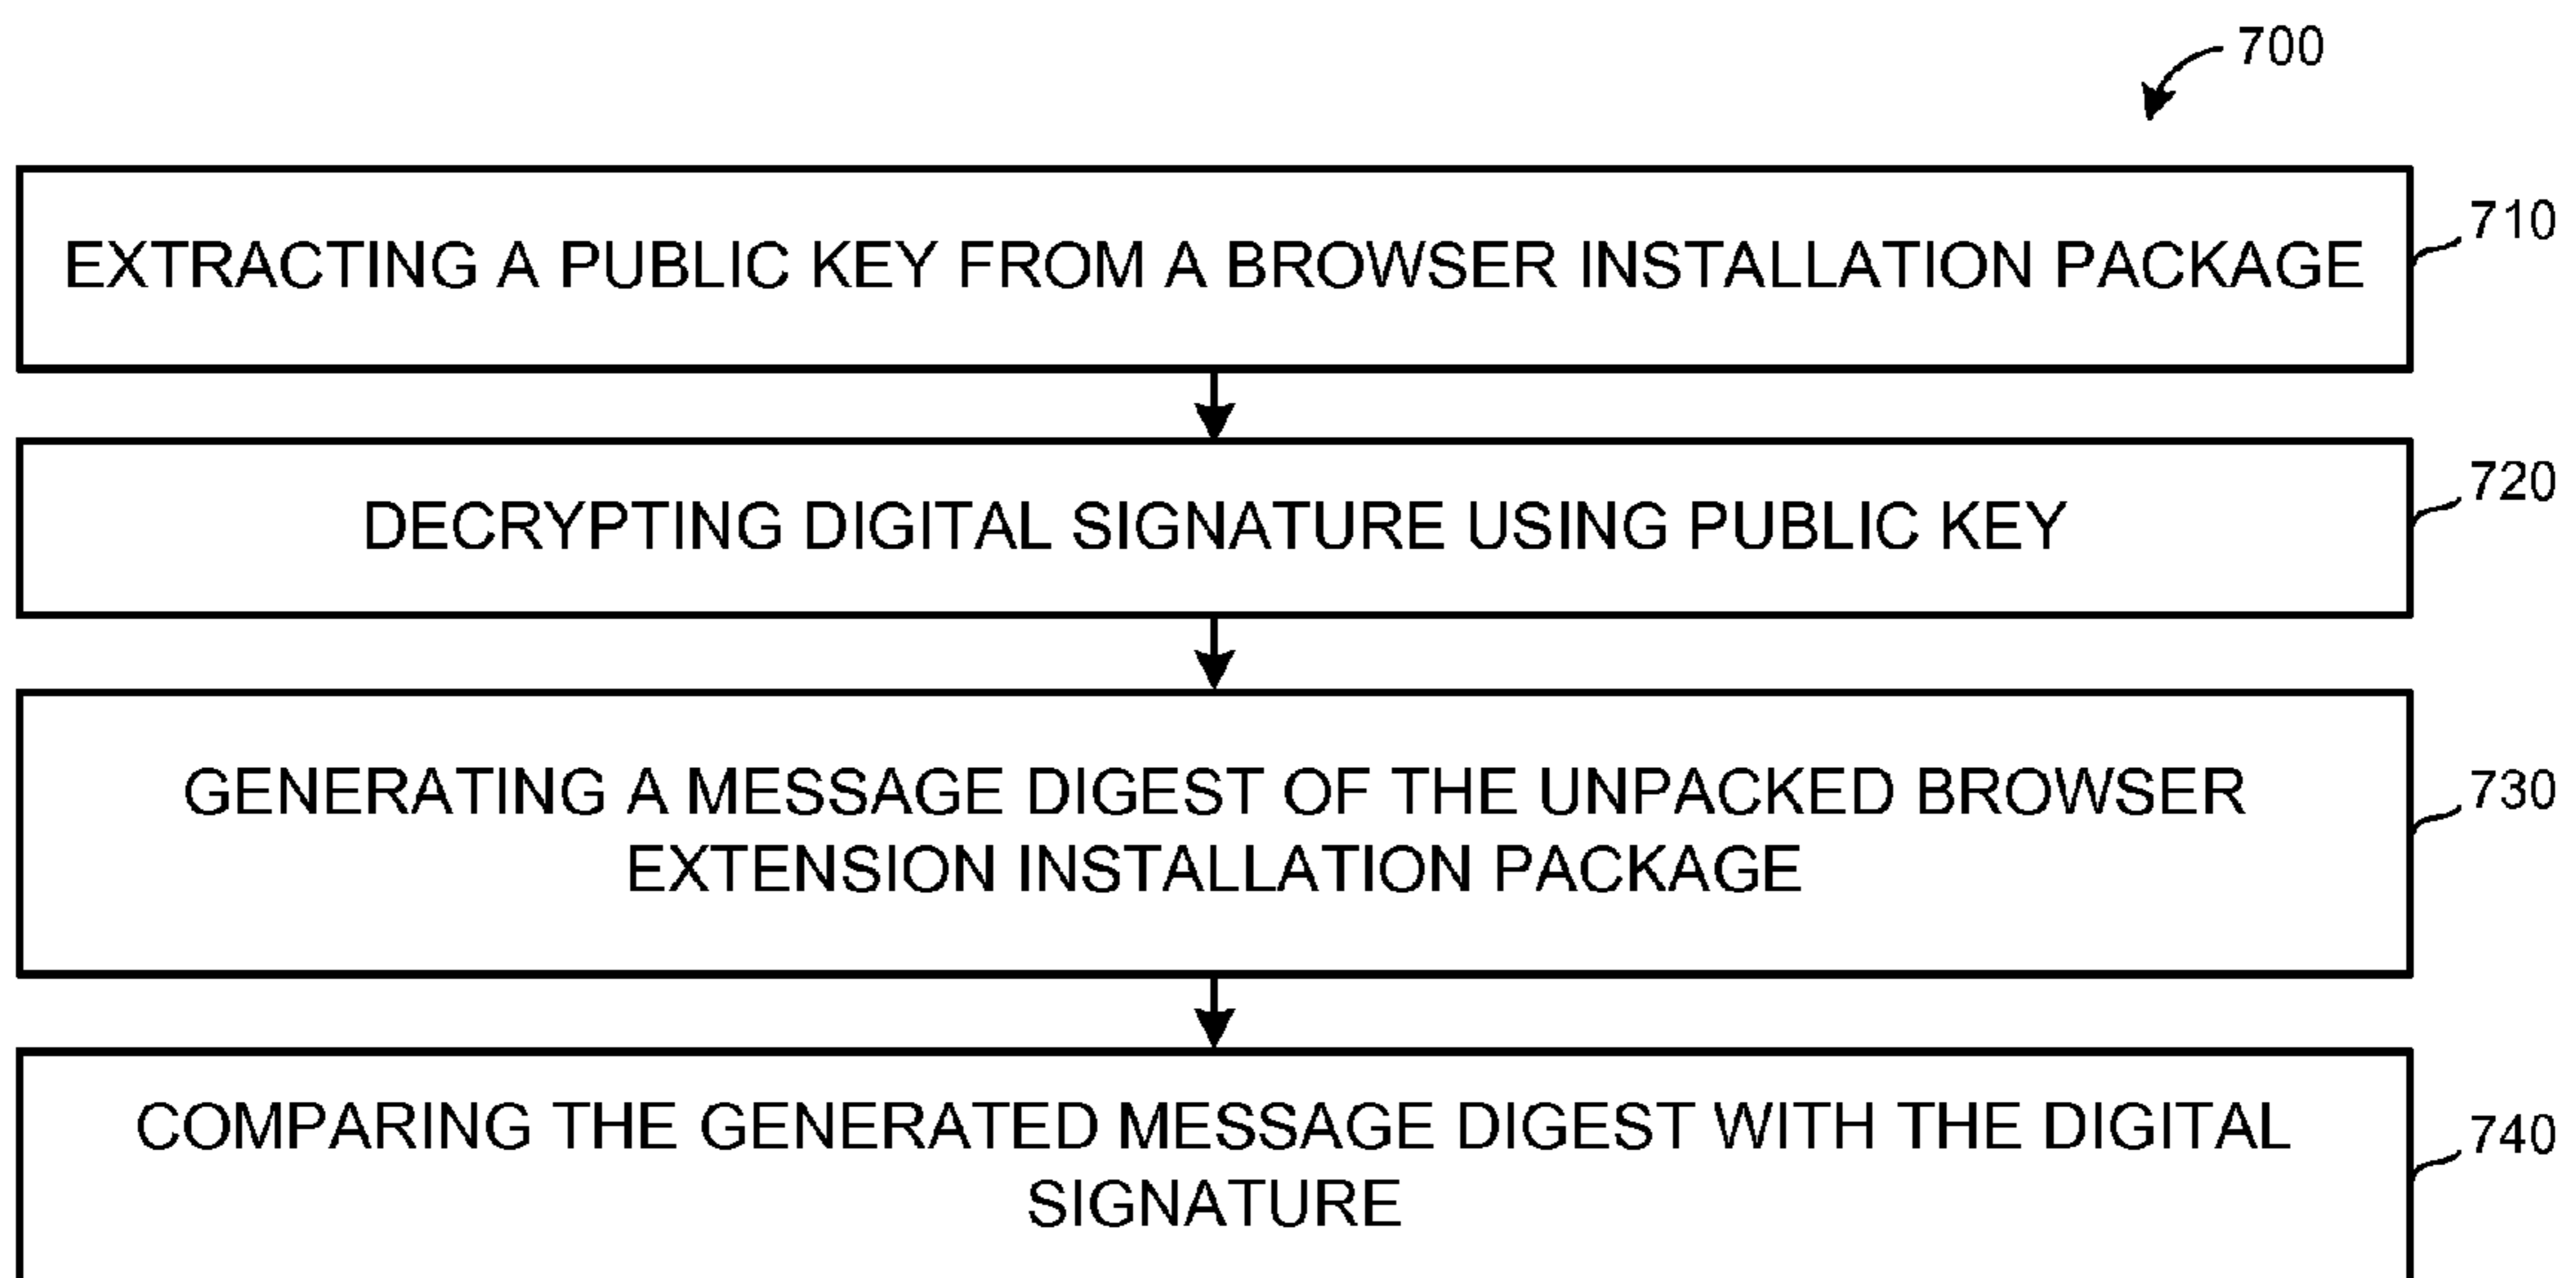 700
EXTRACTING A PUBLIC KEY FROM A BROWSER INSTALLATION PACKAGE
710
DECRYPTING DIGITAL SIGNATURE USING PUBLIC KEY
720
GENERATING A MESSAGE DIGEST OF THE UNPACKED BROWSER
EXTENSION INSTALLATION PACKAGE
730
COMPARING THE GENERATED MESSAGE DIGEST WITH THE DIGITAL
SIGNATURE
740